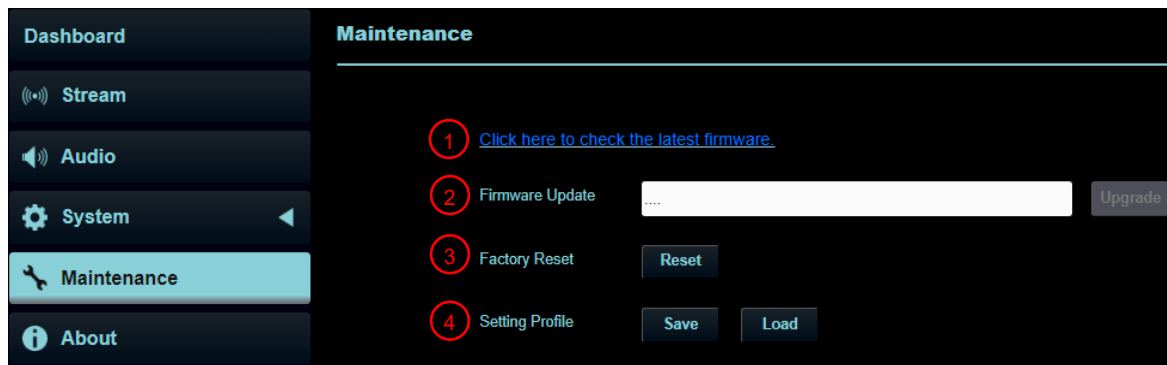 Dashboard
Stream
Audio
System
Maintenance
About
Maintenance
1 Click here to check the latest firmware.
2 Firmware Update .... Upgrade
3 Factory Reset Reset
4 Setting Profile Save Load